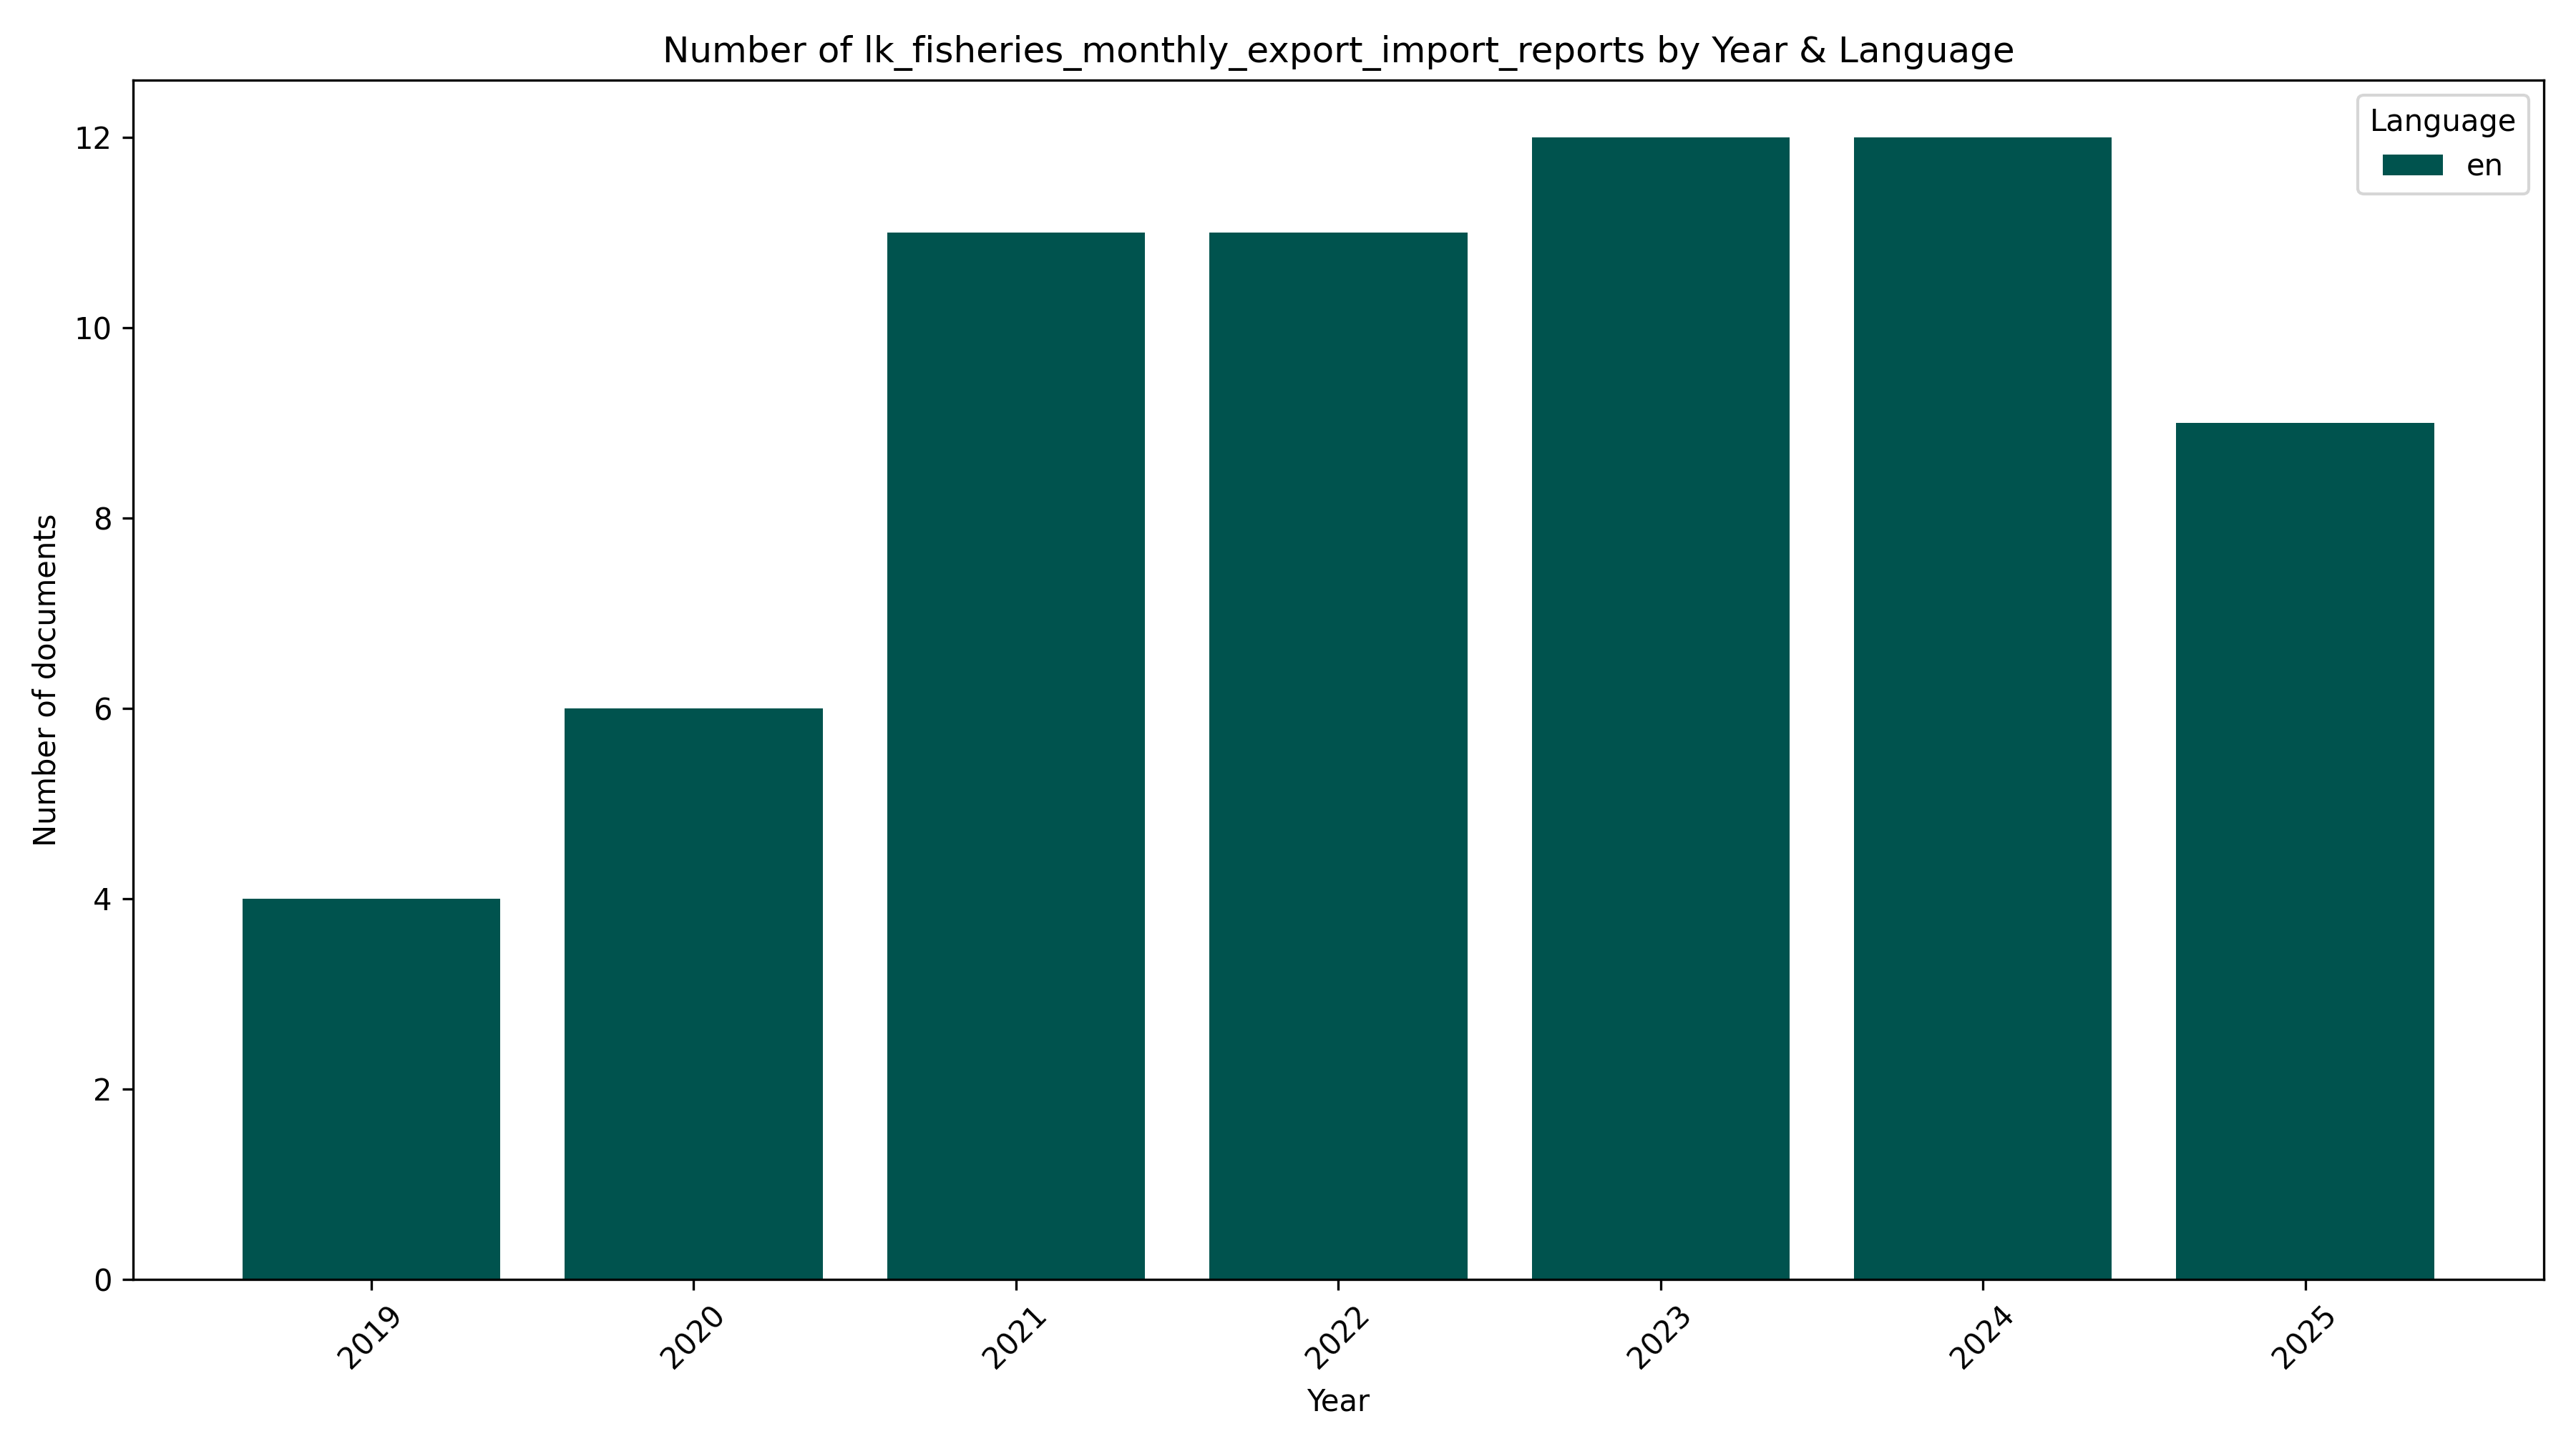 Number of lk_fisheries_monthly_export_import_reports by Year & Language
Language
en
Number of documents
12
10
8
6
4
2
0
2019
2020
2021
2022
2023
2024
2025
Year